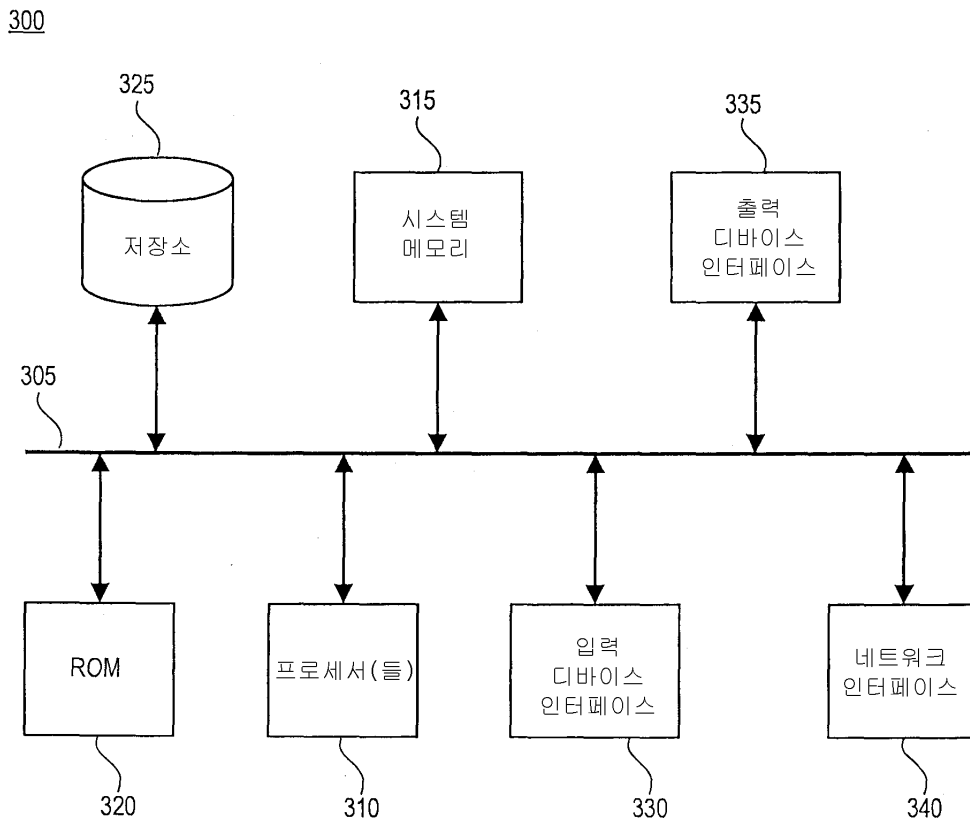 300
325
315
335
저장소
시스템
메모리
출력
디바이스
인터페이스
305
ROM
프로세서(들)
입력
디바이스
인터페이스
네트워크
인터페이스
320
310
330
340